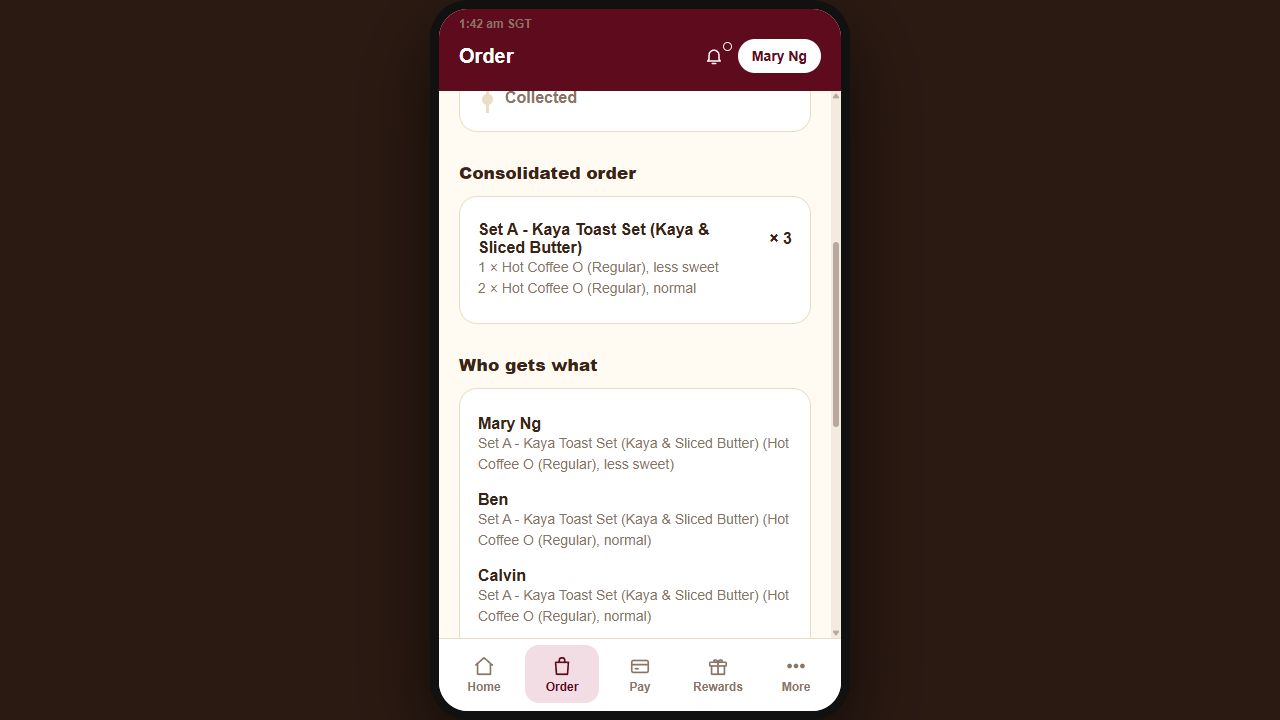 1:42 am SGT
Order
Mary Ng
Collected
Consolidated order
Set A - Kaya Toast Set (Kaya &
Sliced Butter)
× 3
1 × Hot Coffee O (Regular), less sweet
2 × Hot Coffee O (Regular), normal
Who gets what
Mary Ng
Set A - Kaya Toast Set (Kaya & Sliced Butter) (Hot
Coffee O (Regular), less sweet)
Ben
Set A - Kaya Toast Set (Kaya & Sliced Butter) (Hot
Coffee O (Regular), normal)
Calvin
Set A - Kaya Toast Set (Kaya & Sliced Butter) (Hot
Coffee O (Regular), normal)
Home
Order
Pay
Rewards
More